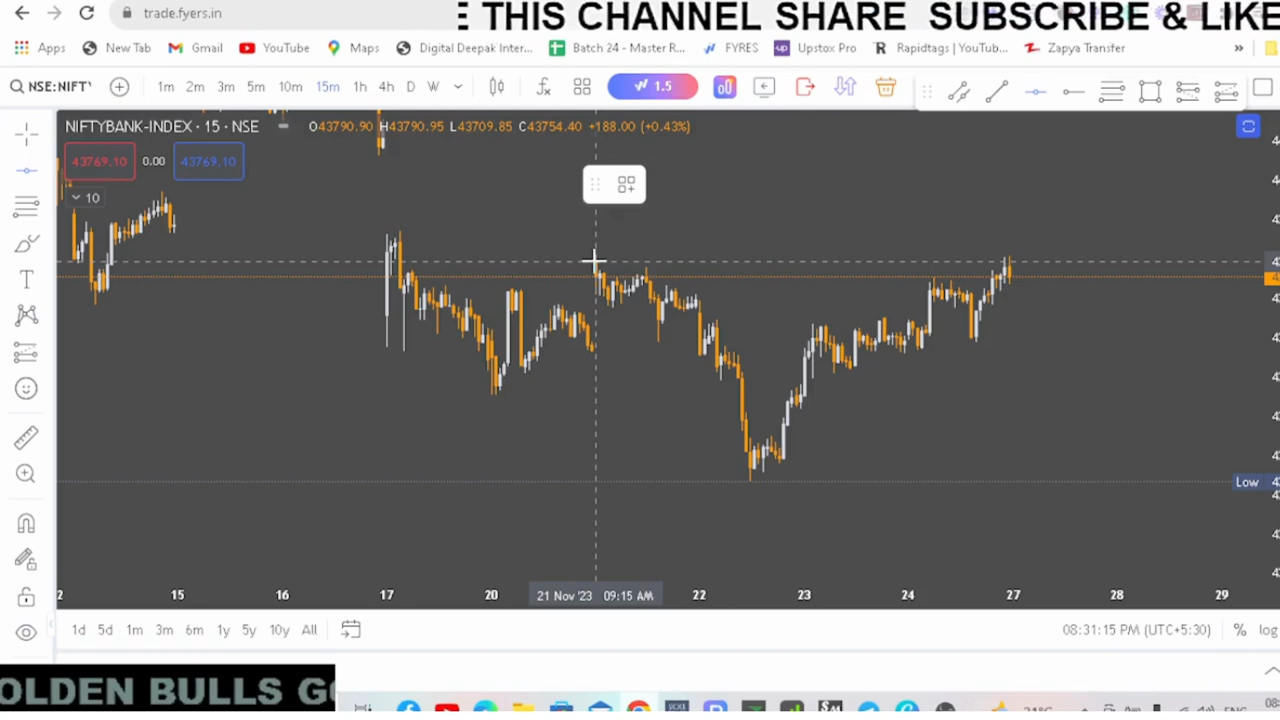 THIS CHANNEL SHARE SUBSCRIBE & LIKE
trade.fyers.in
Apps New Tab Gmail YouTube Maps Digital Deepak Inter... Batch 24 - Master R... FYRES Upstox Pro Rapidtags | YouTub... Zapya Transfer »
NSE:NIFTY 1m 2m 3m 5m 10m 15m 1h 4h D W 1.5
NIFTYBANK-INDEX · 15 · NSE O43790.90 H43790.95 L43709.85 C43754.40 +188.00 (+0.43%)
43769.10 0.00 43769.10
10
Low
15 16 17 20 21 Nov '23 09:15 AM 22 23 24 27 28 29
1d 5d 1m 3m 6m 1y 5y 10y All 08:31:15 PM (UTC+5:30) % log
OLDEN BULLS